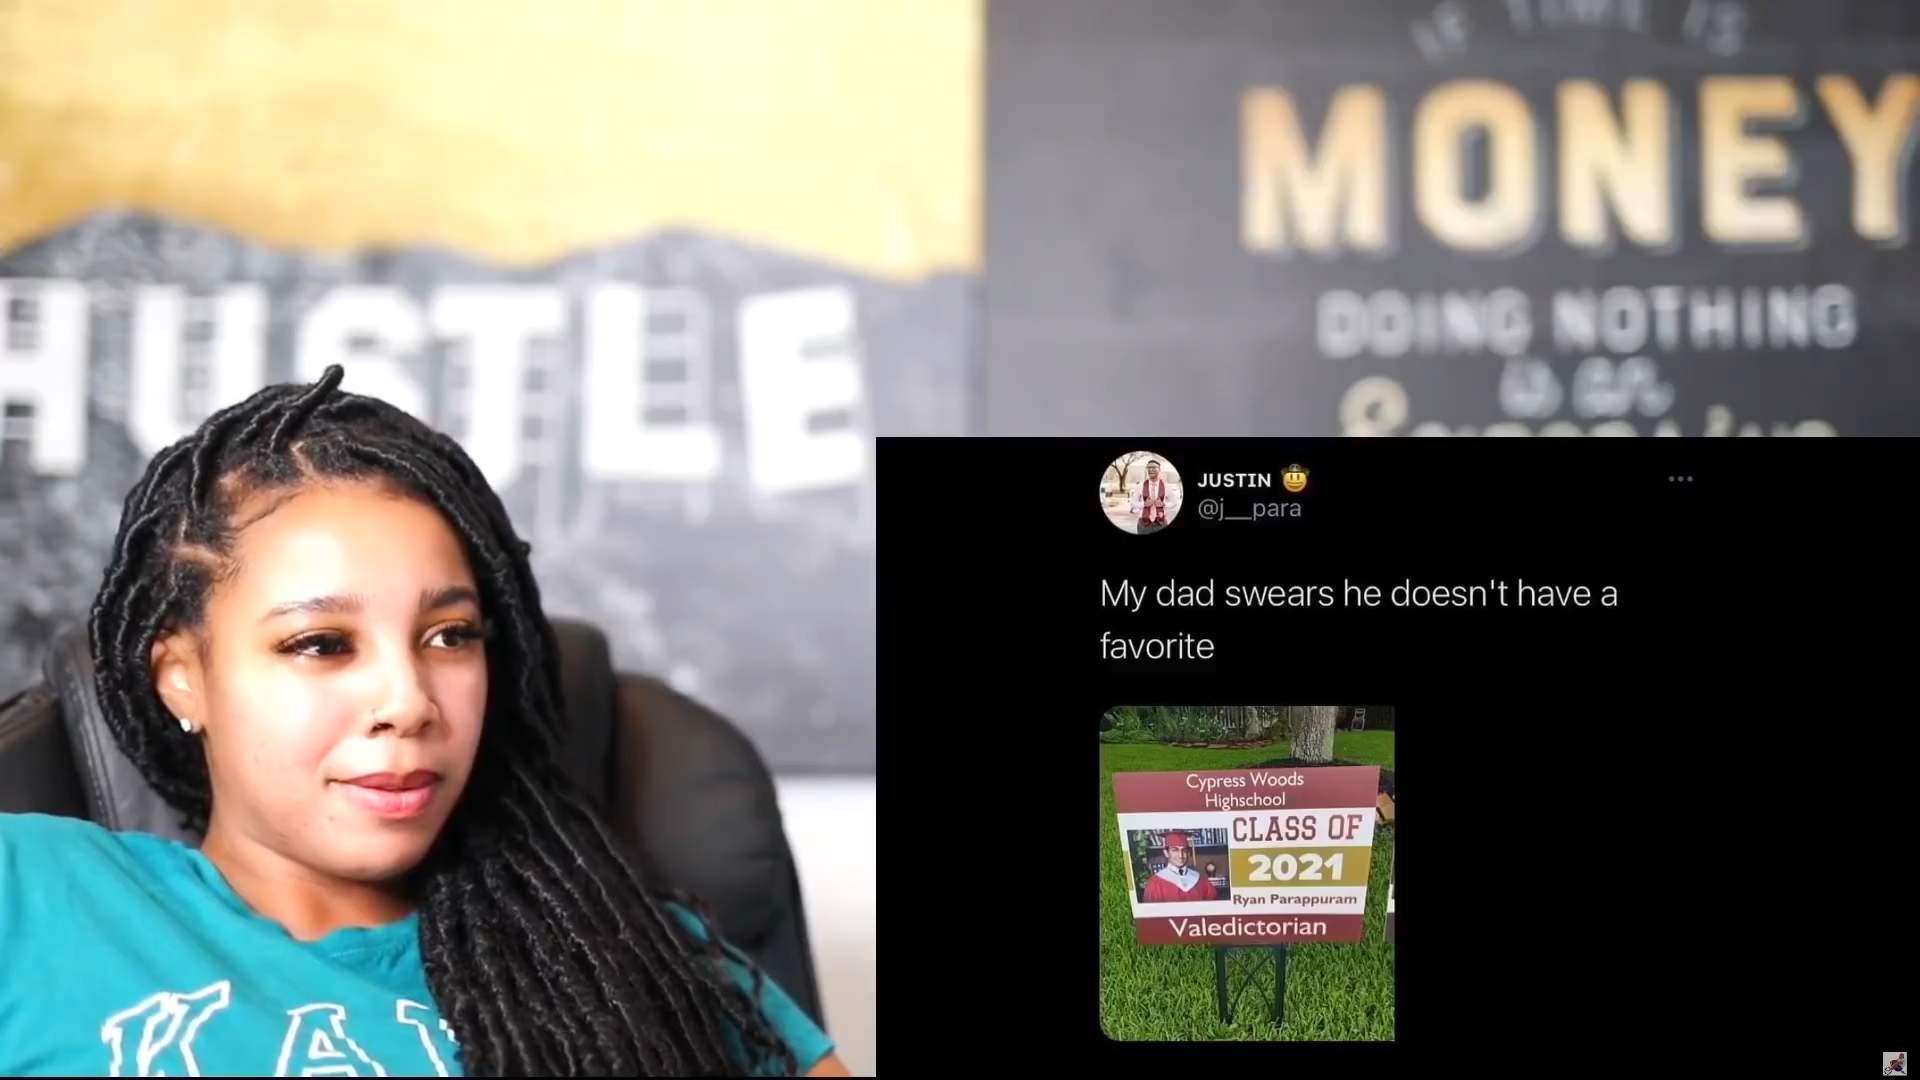 IF TIME IS
MONEY
DOING NOTHING
HUSTLE
JUSTIN 🤠
@j__para
My dad swears he doesn't have a
favorite
Cypress Woods
Highschool
CLASS OF
2021
Ryan Parappuram
Valedictorian
KA